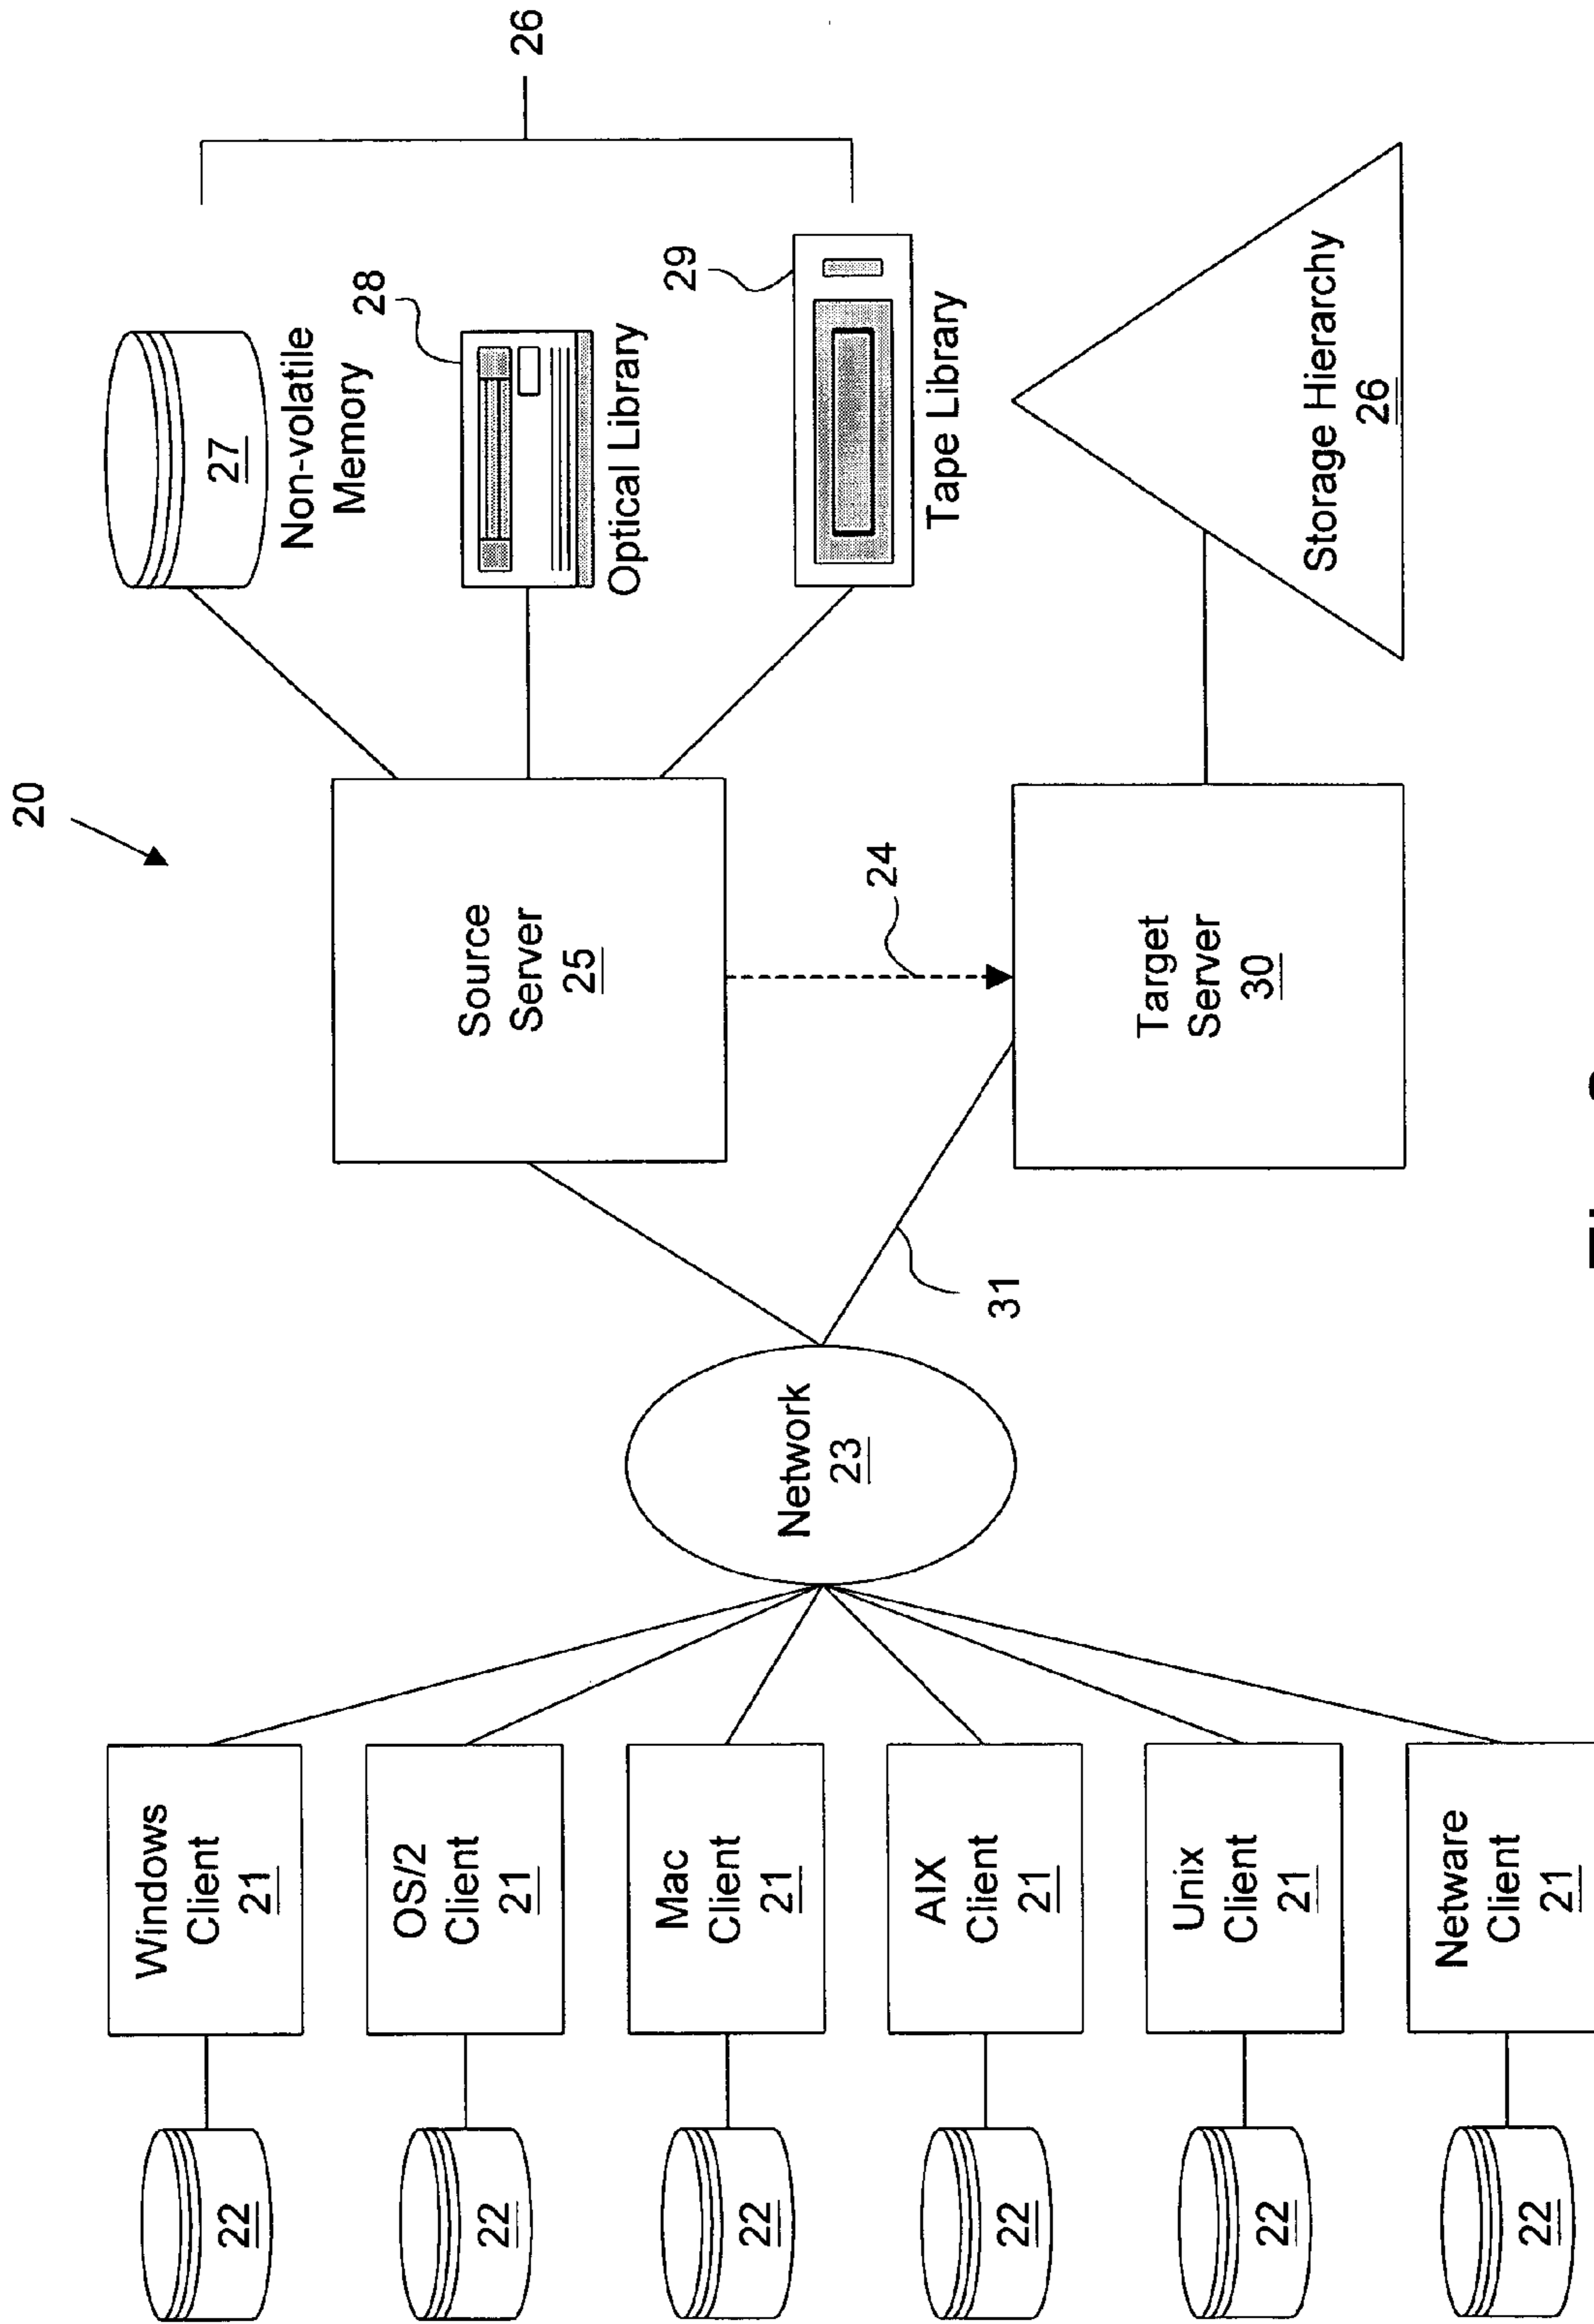 20
22
Windows
Client
21
27
Non-volatile
Memory
22
OS/2
Client
21
Source
Server
25
28
Optical Library
26
22
Mac
Client
21
Network
23
24
29
Tape Library
22
AIX
Client
21
31
22
Unix
Client
21
Target
Server
30
Storage Hierarchy
26
22
Netware
Client
21